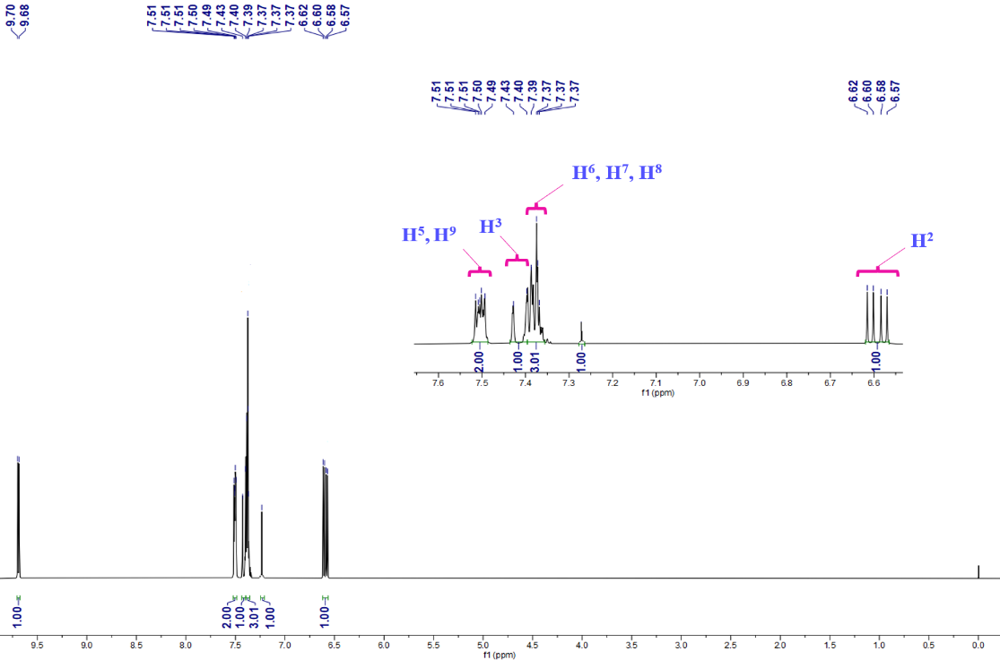 9.70 9.68 7.51 7.51 7.51 7.50 7.49 7.43 7.40 7.39 7.37 7.37 7.37 6.62 6.60 6.58 6.57
7.51 7.51 7.51 7.50 7.49 7.43 7.40 7.39 7.37 7.37 7.37 6.62 6.60 6.58 6.57
H⁶, H⁷, H⁸
H⁵, H⁹ H³ H²
2.00 1.00 3.01 1.00 1.00
7.6 7.5 7.4 7.3 7.2 7.1 7.0 6.9 6.8 6.7 6.6
f1 (ppm)
1.00 2.00 1.00 3.01 1.00 1.00
9.5 9.0 8.5 8.0 7.5 7.0 6.5 6.0 5.5 5.0 4.5 4.0 3.5 3.0 2.5 2.0 1.5 1.0 0.5 0.0
f1 (ppm)